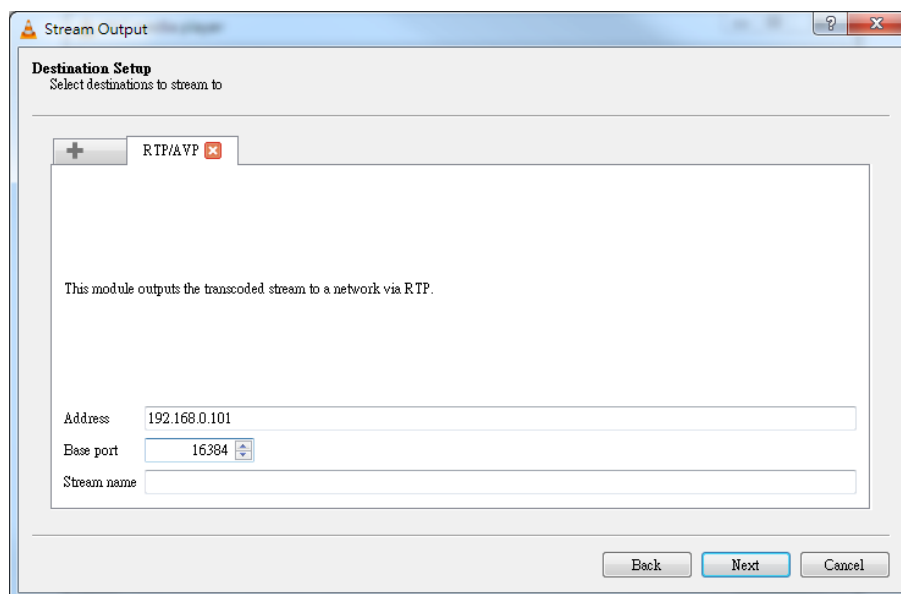 Stream Output
Destination Setup
Select destinations to stream to
RTP/AVP
This module outputs the transcoded stream to a network via RTP.
Address 192.168.0.101
Base port 16384
Stream name
Back Next Cancel